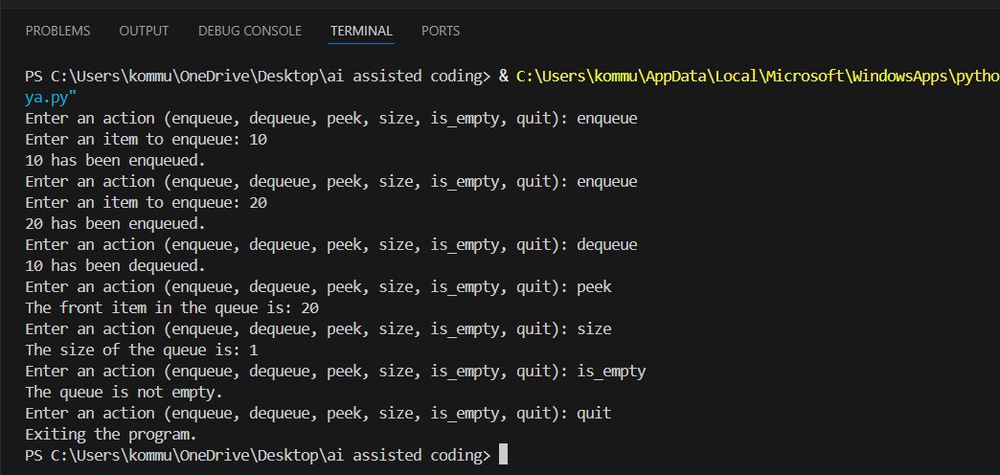 PROBLEMS OUTPUT DEBUG CONSOLE TERMINAL PORTS
PS C:\Users\kommu\OneDrive\Desktop\ai assisted coding> & C:\Users\kommu\AppData\Local\Microsoft\WindowsApps\pytho
ya.py"
Enter an action (enqueue, dequeue, peek, size, is_empty, quit): enqueue
Enter an item to enqueue: 10
10 has been enqueued.
Enter an action (enqueue, dequeue, peek, size, is_empty, quit): enqueue
Enter an item to enqueue: 20
20 has been enqueued.
Enter an action (enqueue, dequeue, peek, size, is_empty, quit): dequeue
10 has been dequeued.
Enter an action (enqueue, dequeue, peek, size, is_empty, quit): peek
The front item in the queue is: 20
Enter an action (enqueue, dequeue, peek, size, is_empty, quit): size
The size of the queue is: 1
Enter an action (enqueue, dequeue, peek, size, is_empty, quit): is_empty
The queue is not empty.
Enter an action (enqueue, dequeue, peek, size, is_empty, quit): quit
Exiting the program.
PS C:\Users\kommu\OneDrive\Desktop\ai assisted coding>